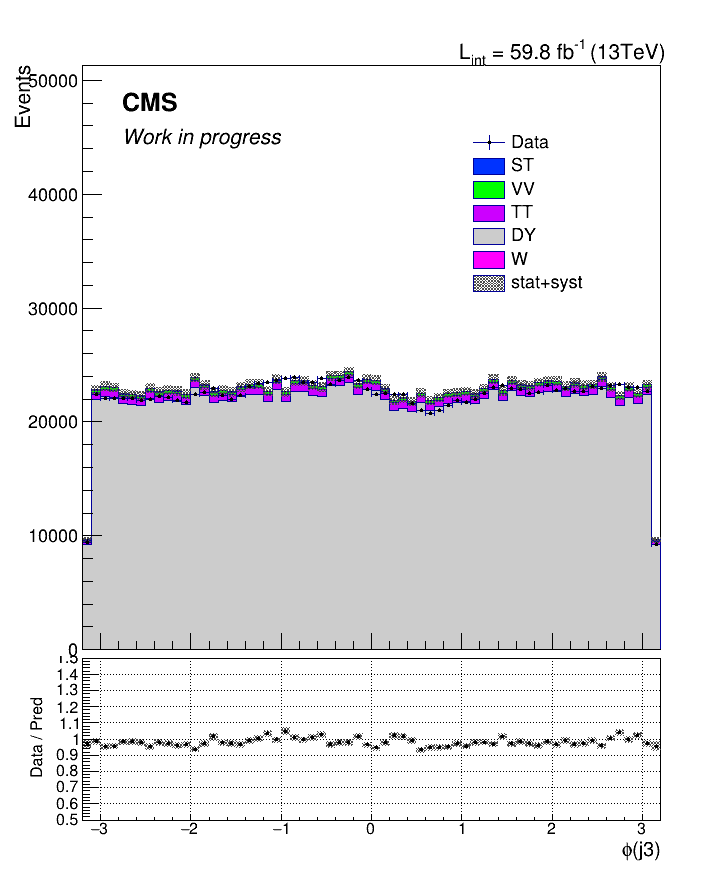 L_int = 59.8 fb^-1 (13TeV)
Events
50000
CMS
Work in progress
Data
ST
VV
TT
DY
W
stat+syst
40000
30000
20000
10000
0
1.5
1.4
1.3
1.2
1.1
1
0.9
0.8
0.7
0.6
0.5
Data / Pred
−3 −2 −1 0 1 2 3
ϕ(j3)